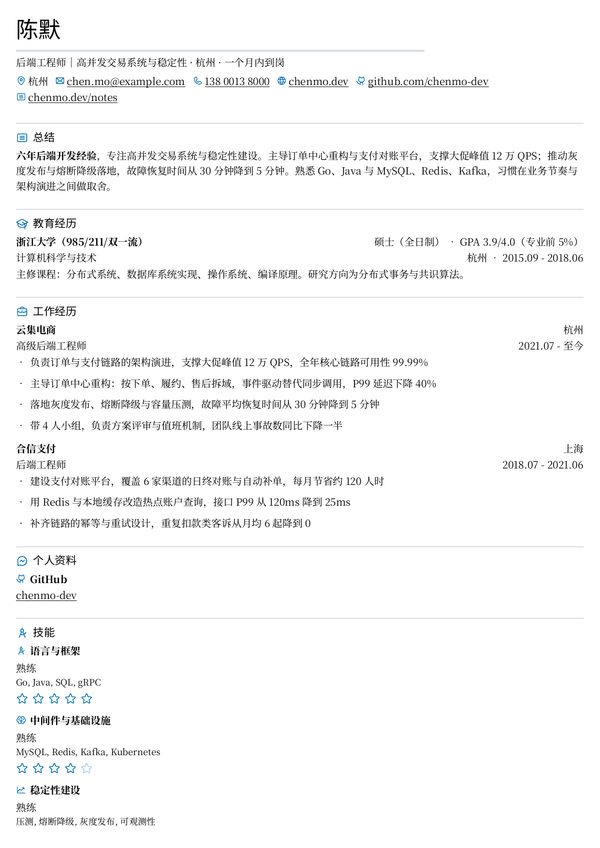 陈默
后端工程师｜高并发交易系统与稳定性 · 杭州 · 一个月内到岗
杭州 chen.mo@example.com 138 0013 8000 chenmo.dev github.com/chenmo-dev
chenmo.dev/notes
总结
六年后端开发经验，专注高并发交易系统与稳定性建设。主导订单中心重构与支付对账平台，支撑大促峰值 12 万 QPS；推动灰
度发布与熔断降级落地，故障恢复时间从 30 分钟降到 5 分钟。熟悉 Go、Java 与 MySQL、Redis、Kafka，习惯在业务节奏与
架构演进之间做取舍。
教育经历
浙江大学（985/211/双一流） 硕士（全日制） · GPA 3.9/4.0（专业前 5%）
计算机科学与技术 杭州 · 2015.09 - 2018.06
主修课程：分布式系统、数据库系统实现、操作系统、编译原理。研究方向为分布式事务与共识算法。
工作经历
云集电商 杭州
高级后端工程师 2021.07 - 至今
· 负责订单与支付链路的架构演进，支撑大促峰值 12 万 QPS，全年核心链路可用性 99.99%
· 主导订单中心重构：按下单、履约、售后拆域，事件驱动替代同步调用，P99 延迟下降 40%
· 落地灰度发布、熔断降级与容量压测，故障平均恢复时间从 30 分钟降到 5 分钟
· 带 4 人小组，负责方案评审与值班机制，团队线上事故数同比下降一半
合信支付 上海
后端工程师 2018.07 - 2021.06
· 建设支付对账平台，覆盖 6 家渠道的日终对账与自动补单，每月节省约 120 人时
· 用 Redis 与本地缓存改造热点账户查询，接口 P99 从 120ms 降到 25ms
· 补齐链路的幂等与重试设计，重复扣款类客诉从月均 6 起降到 0
个人资料
GitHub
chenmo-dev
技能
语言与框架
熟练
Go, Java, SQL, gRPC
中间件与基础设施
熟练
MySQL, Redis, Kafka, Kubernetes
稳定性建设
熟练
压测, 熔断降级, 灰度发布, 可观测性